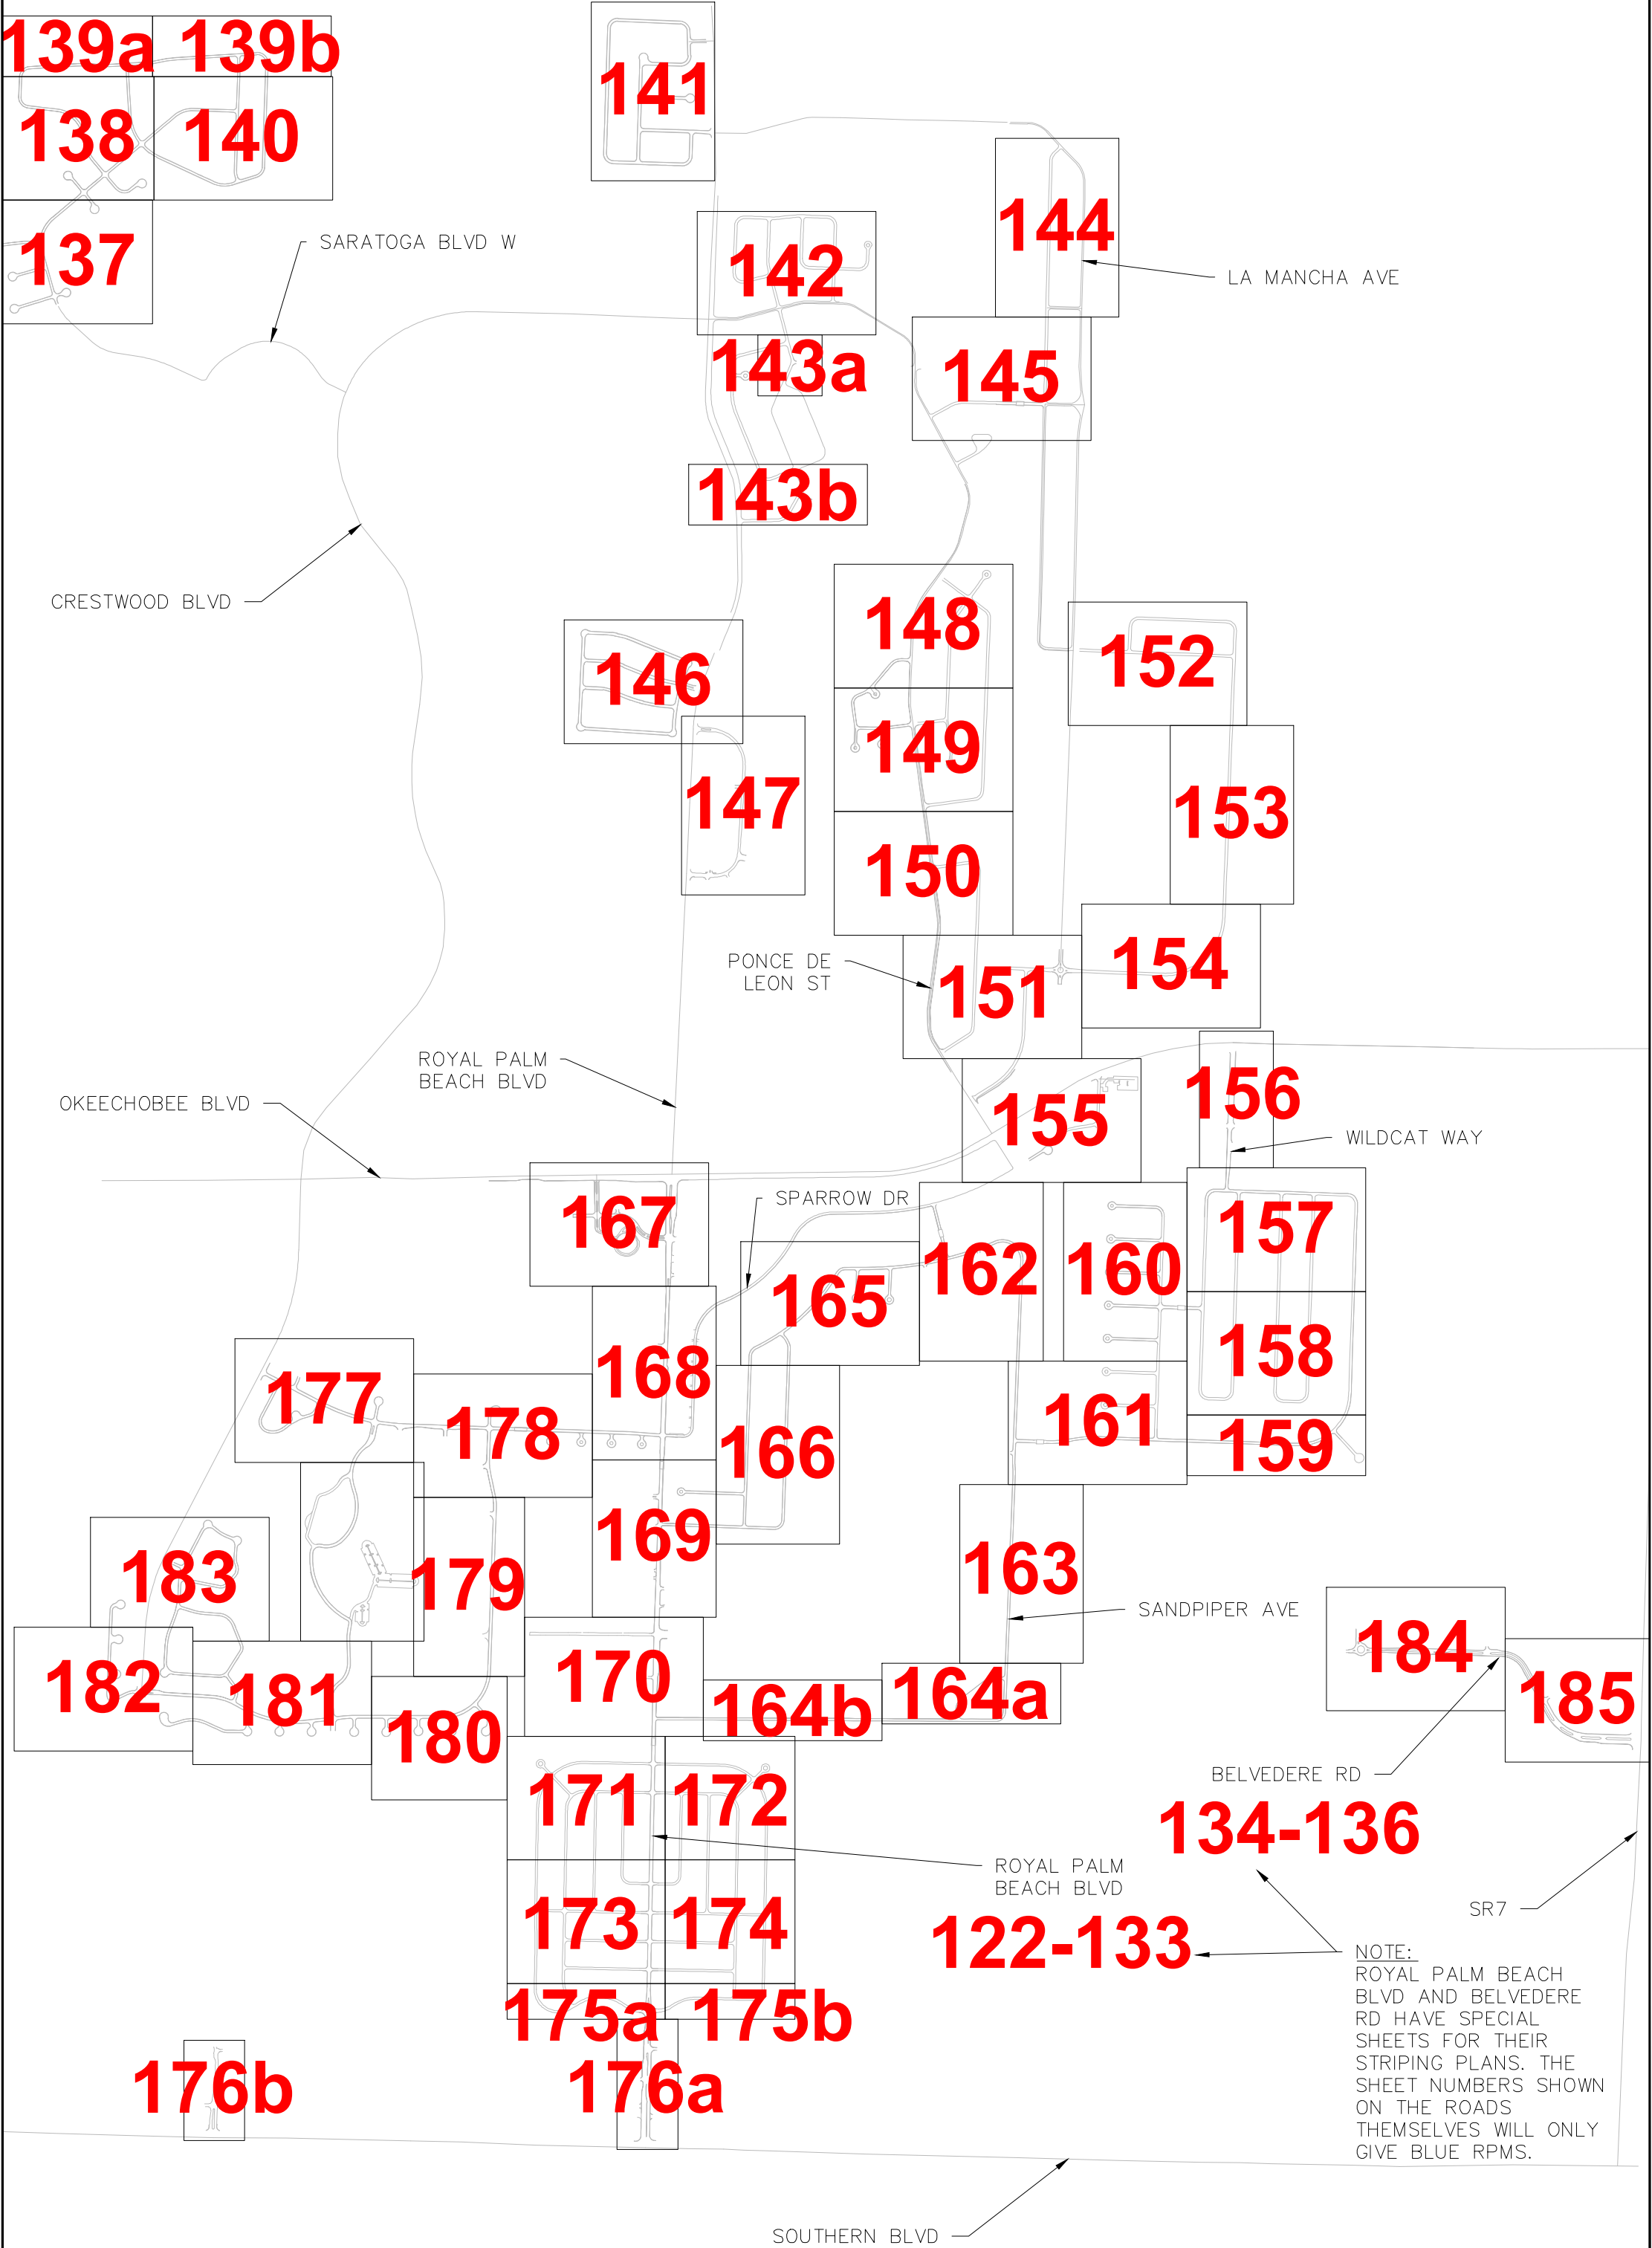 139a
139b
141
138
140
144
137
SARATOGA BLVD W
142
LA MANCHA AVE
143a
145
143b
CRESTWOOD BLVD
148
146
152
149
147
153
150
PONCE DE
LEON ST
151
154
ROYAL PALM
BEACH BLVD
OKEECHOBEE BLVD
156
155
WILDCAT WAY
SPARROW DR
167
157
162
160
165
158
168
177
178
161
166
159
169
183
179
163
SANDPIPER AVE
184
182
181
170
164b
164a
185
180
BELVEDERE RD
134-136
171
172
ROYAL PALM
BEACH BLVD
122-133
SR7
173
174
NOTE:
ROYAL PALM BEACH
BLVD AND BELVEDERE
RD HAVE SPECIAL
SHEETS FOR THEIR
STRIPING PLANS. THE
SHEET NUMBERS SHOWN
ON THE ROADS
THEMSELVES WILL ONLY
GIVE BLUE RPMS.
175a
175b
176b
176a
SOUTHERN BLVD